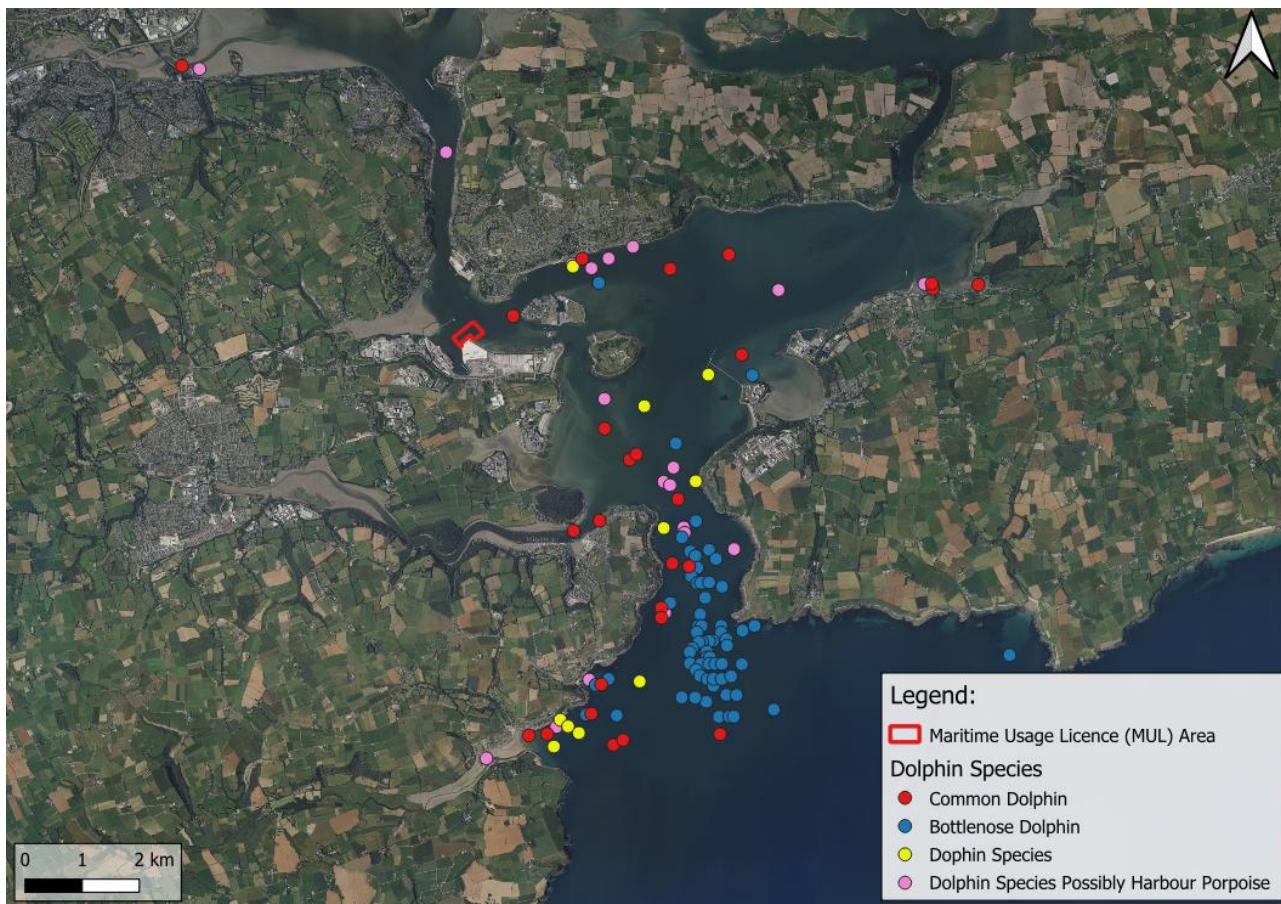 Legend:
Maritime Usage Licence (MUL) Area
Dolphin Species
Common Dolphin
Bottlenose Dolphin
Dophin Species
Dolphin Species Possibly Harbour Porpoise
0 1 2 km